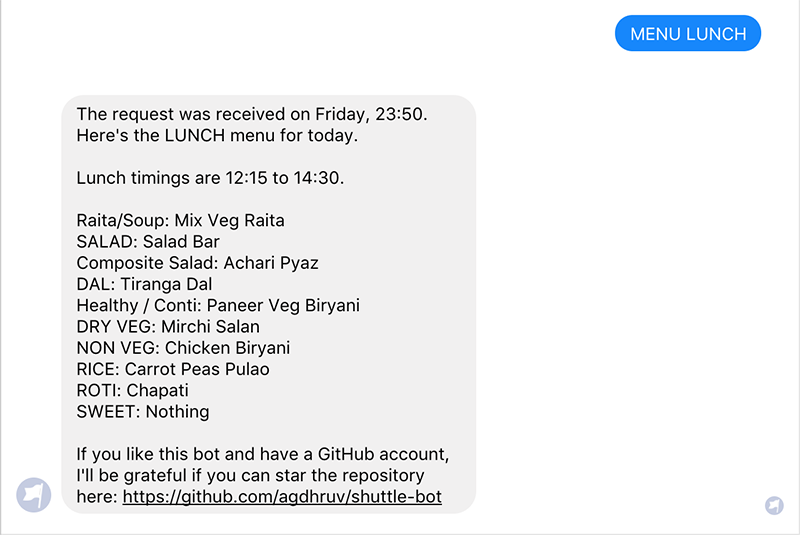 MENU LUNCH
The request was received on Friday, 23:50.
Here's the LUNCH menu for today.
Lunch timings are 12:15 to 14:30.
Raita/Soup: Mix Veg Raita
SALAD: Salad Bar
Composite Salad: Achari Pyaz
DAL: Tiranga Dal
Healthy / Conti: Paneer Veg Biryani
DRY VEG: Mirchi Salan
NON VEG: Chicken Biryani
RICE: Carrot Peas Pulao
ROTI: Chapati
SWEET: Nothing
If you like this bot and have a GitHub account,
I'll be grateful if you can star the repository
here: https://github.com/agdhruv/shuttle-bot